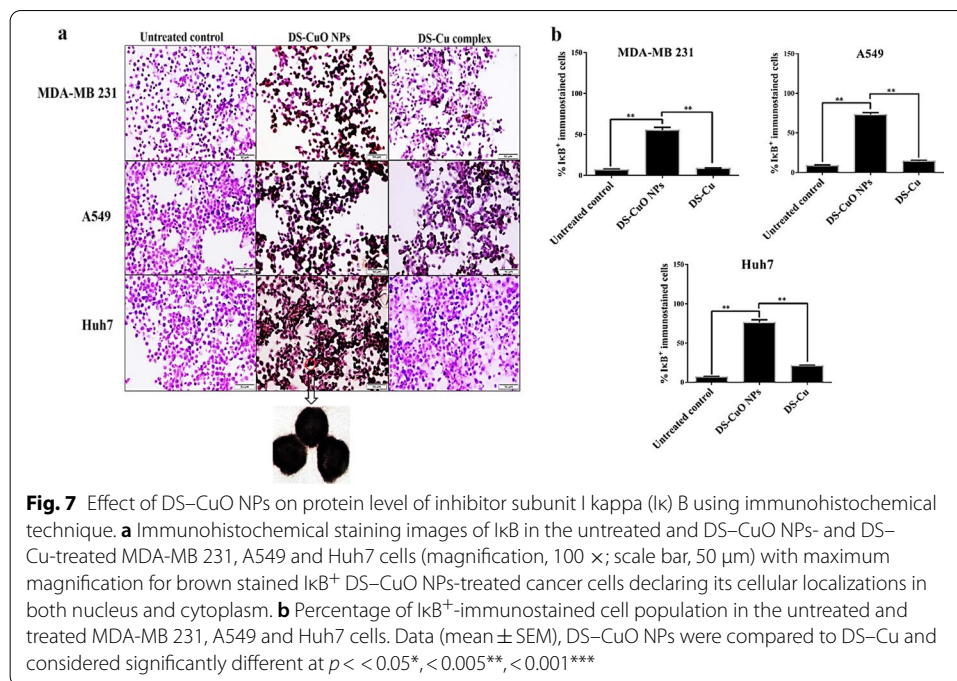 a
Untreated control DS-CuO NPs DS-Cu complex
MDA-MB 231
A549
Huh7
b
MDA-MB 231
% IκB⁺ immunostained cells
100
50
0
** **
Untreated control
DS-CuO NPs
DS-Cu
A549
% IκB⁺ immunostained cells
100
50
0
** **
Untreated control
DS-CuO NPs
DS-Cu
Huh7
% IκB⁺ immunostained cells
150
100
50
0
** **
Untreated control
DS-CuO NPs
DS-Cu
Fig. 7 Effect of DS–CuO NPs on protein level of inhibitor subunit I kappa (Iκ) B using immunohistochemical
technique. a Immunohistochemical staining images of IκB in the untreated and DS–CuO NPs- and DS–
Cu-treated MDA-MB 231, A549 and Huh7 cells (magnification, 100 ×; scale bar, 50 μm) with maximum
magnification for brown stained IκB⁺ DS–CuO NPs-treated cancer cells declaring its cellular localizations in
both nucleus and cytoplasm. b Percentage of IκB⁺-immunostained cell population in the untreated and
treated MDA-MB 231, A549 and Huh7 cells. Data (mean ± SEM), DS–CuO NPs were compared to DS–Cu and
considered significantly different at p < < 0.05*, < 0.005**, < 0.001***